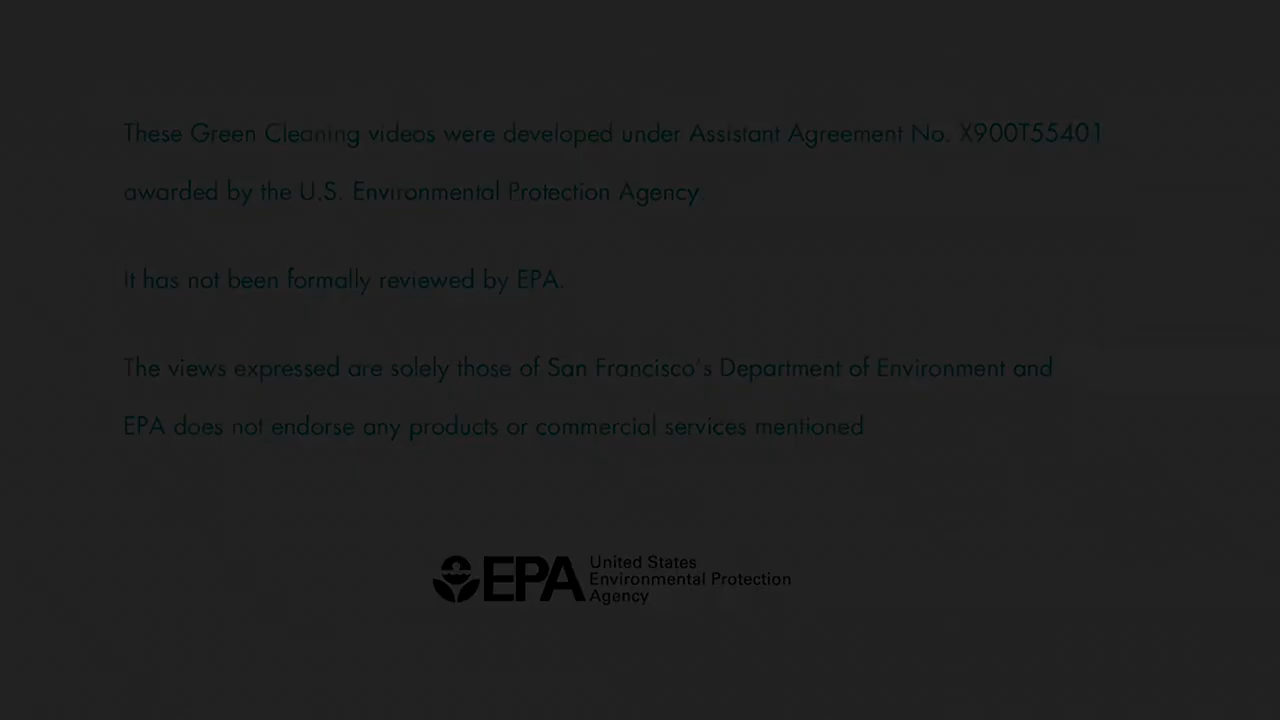 These Green Cleaning videos were developed under Assistant Agreement No. X900T55401
awarded by the U.S. Environmental Protection Agency.
It has not been formally reviewed by EPA.
The views expressed are solely those of San Francisco's Department of Environment and
EPA does not endorse any products or commercial services mentioned
EPA
United States
Environmental Protection
Agency